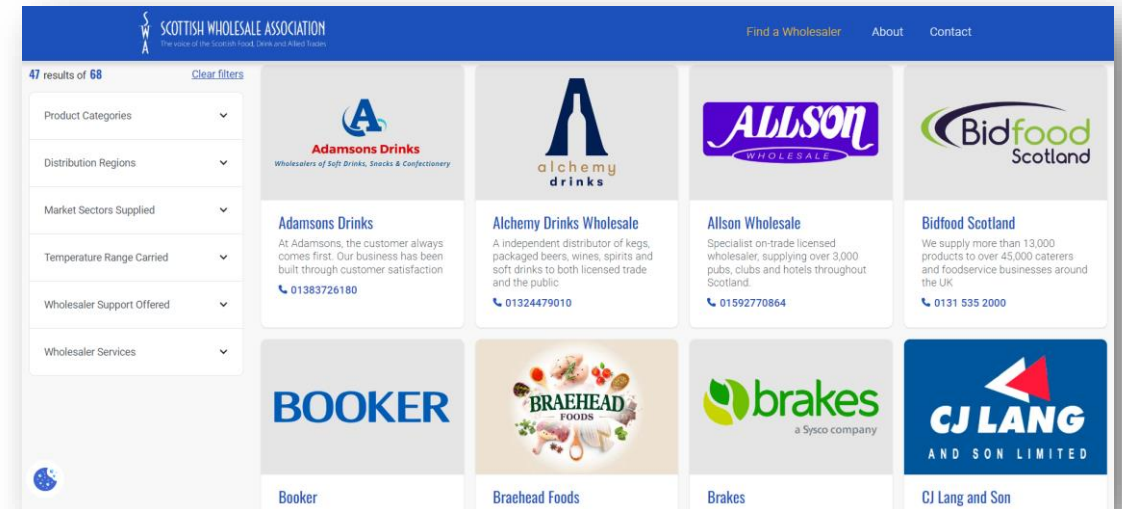 SWA
SCOTTISH WHOLESALE ASSOCIATION
The voice of the Scottish Food, Drink and Allied Trades
Find a Wholesaler
About
Contact
47 results of 68
Clear filters
Product Categories
Distribution Regions
Market Sectors Supplied
Temperature Range Carried
Wholesaler Support Offered
Wholesaler Services
A
Adamsons Drinks
Wholesalers of Soft Drinks, Snacks & Confectionery
Adamsons Drinks
At Adamsons, the customer always
comes first. Our business has been
built through customer satisfaction
01383726180
alchemy
drinks
Alchemy Drinks Wholesale
A independent distributor of kegs,
packaged beers, wines, spirits and
soft drinks to both licensed trade
and the public
01324479010
ALLSON
WHOLESALE
Allson Wholesale
Specialist on-trade licensed
wholesaler, supplying over 3,000
pubs, clubs and hotels throughout
Scotland.
01592770864
Bidfood
Scotland
Bidfood Scotland
We supply more than 13,000
products to over 45,000 caterers
and foodservice businesses around
the UK
0131 535 2000
BOOKER
Booker
BRAEHEAD
FOODS
Braehead Foods
brakes
a Sysco company
Brakes
CJ LANG
AND SON LIMITED
CJ Lang and Son